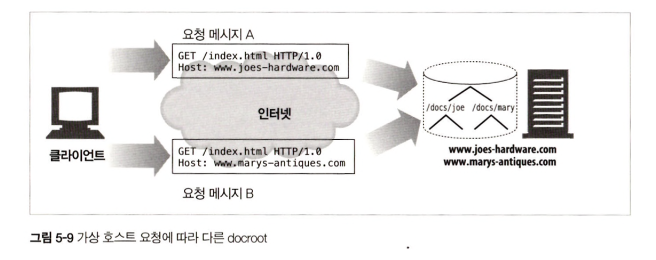 요청 메시지 A
GET /index.html HTTP/1.0
Host: www.joes-hardware.com
인터넷
클라이언트
/docs/joe /docs/mary
GET /index.html HTTP/1.0
Host: www.marys-antiques.com
www.joes-hardware.com
www.marys-antiques.com
요청 메시지 B
그림 5-9 가상 호스트 요청에 따라 다른 docroot